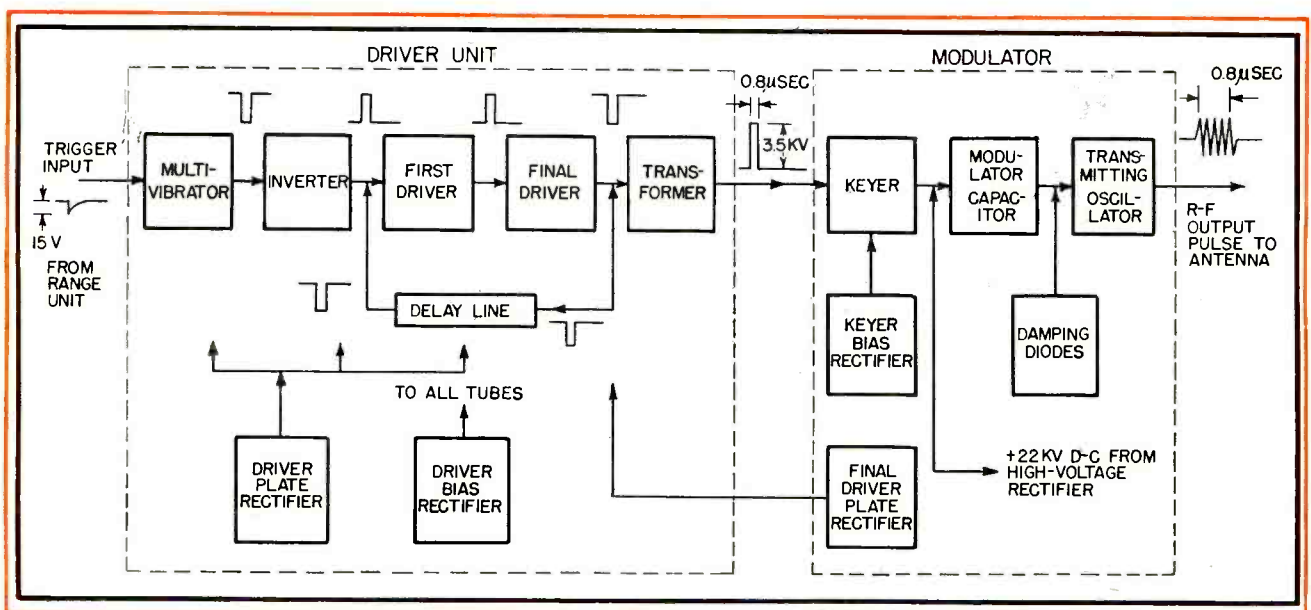 DRIVER UNIT
MODULATOR
0.8µSEC
0.8µSEC
3.5KV
TRIGGER
INPUT
15 V
FROM
RANGE
UNIT
MULTI-
VIBRATOR
INVERTER
FIRST
DRIVER
FINAL
DRIVER
TRANS-
FORMER
KEYER
MODU-
LATOR
CAPAC-
ITOR
TRANS-
MITTING
OSCIL-
LATOR
R-F
OUTPUT
PULSE TO
ANTENNA
DELAY LINE
KEYER
BIAS
RECTIFIER
DAMPING
DIODES
TO ALL TUBES
DRIVER
PLATE
RECTIFIER
DRIVER
BIAS
RECTIFIER
FINAL
DRIVER
PLATE
RECTIFIER
+22KV D-C FROM
HIGH-VOLTAGE
RECTIFIER